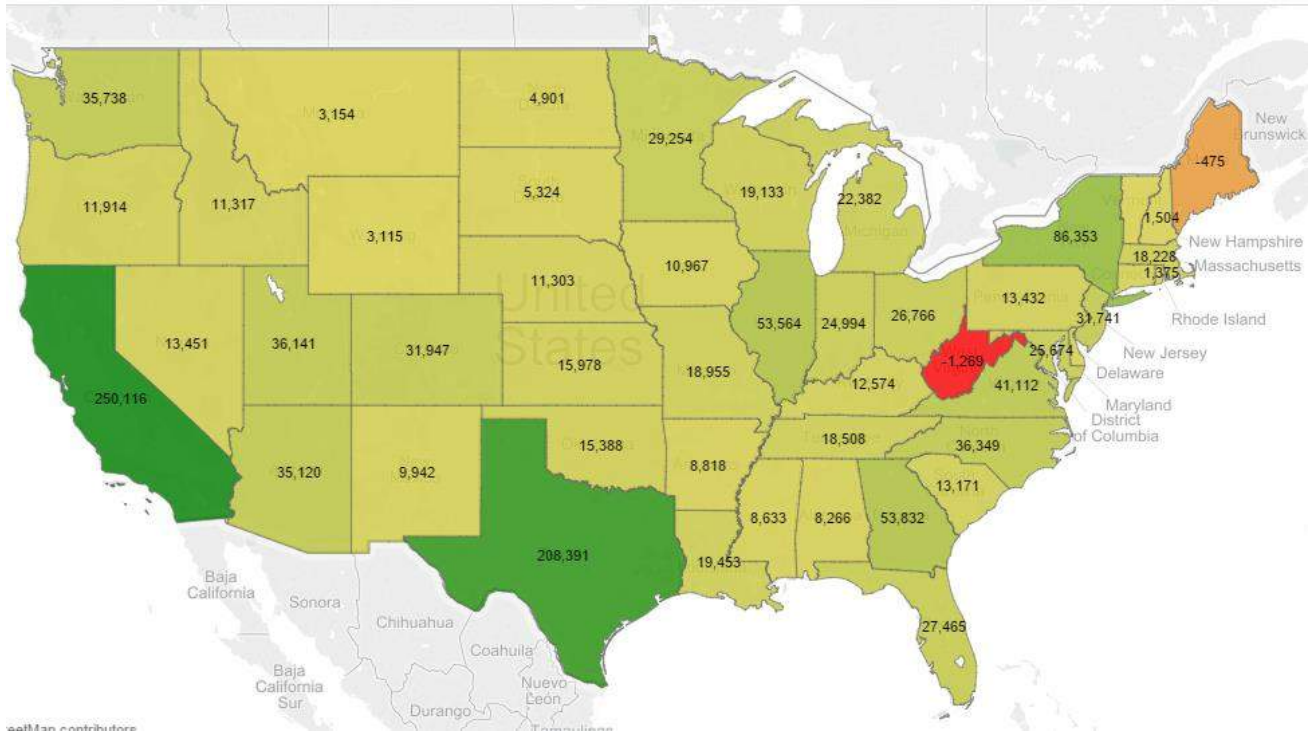 35,738
3,154
4,901
29,254
New
Brunswick
-475
11,914
11,317
5,324
19,133
22,382
1,504
3,115
86,353
New Hampshire
18,228
Massachusetts
1,375
11,303
10,967
United
States
13,432
Rhode Island
13,451
36,141
31,947
53,564
24,994
26,766
31,741
New Jersey
15,978
18,955
-1,269
25,674
Delaware
12,574
41,112
Maryland
District
of Columbia
250,116
15,388
18,508
36,349
35,120
9,942
8,818
13,171
8,633
8,266
53,832
208,391
19,453
Baja
California
Sonora
Chihuahua
27,465
Coahuila
Baja
California
Sur
Nuevo
León
Durango
Tamaulipas
eetMap contributors